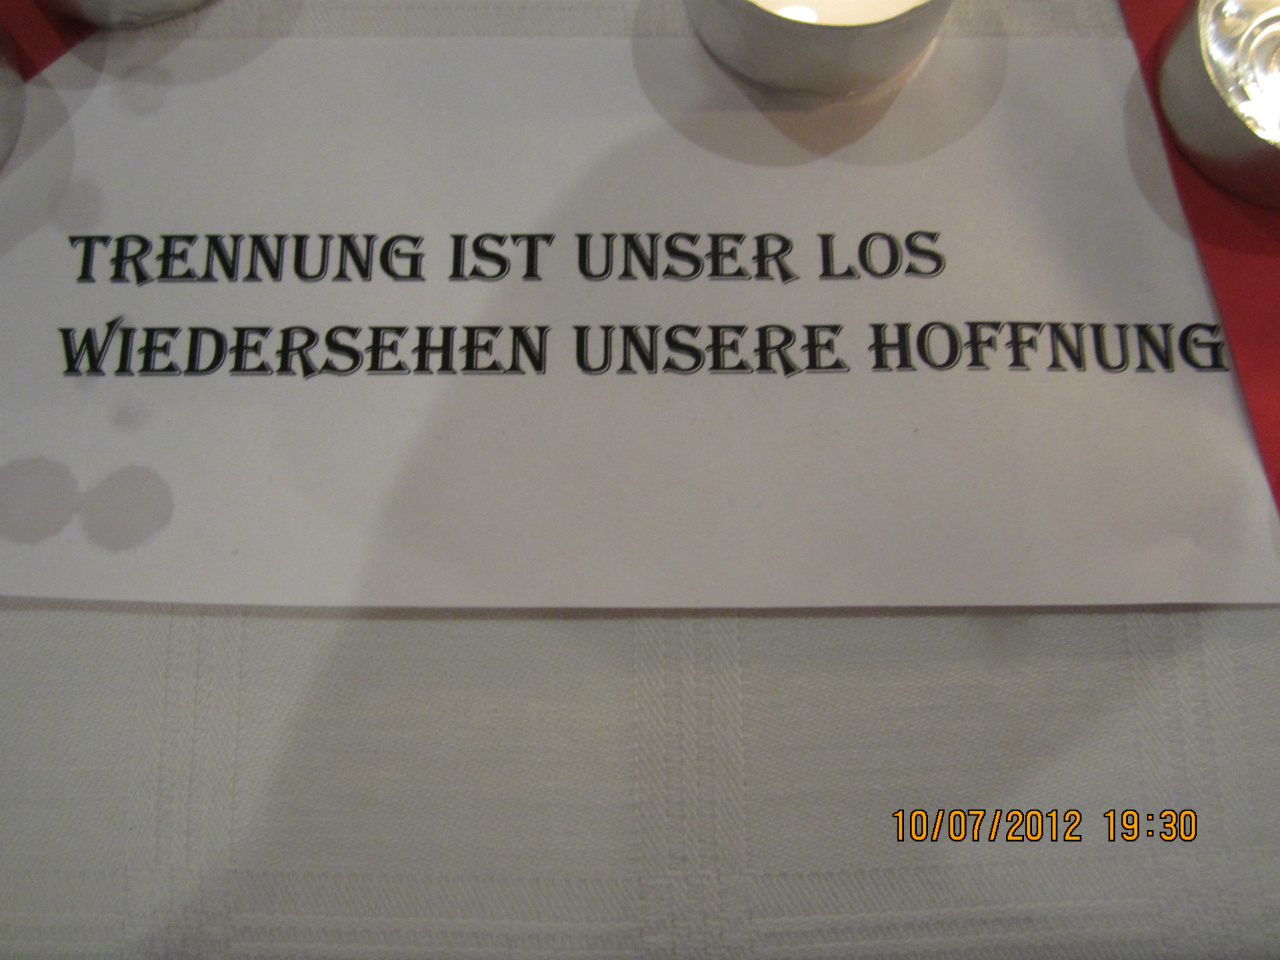 TRENNUNG IST UNSER LOS
WIEDERSEHEN UNSERE HOFFNUNG
10/07/2012 19:30